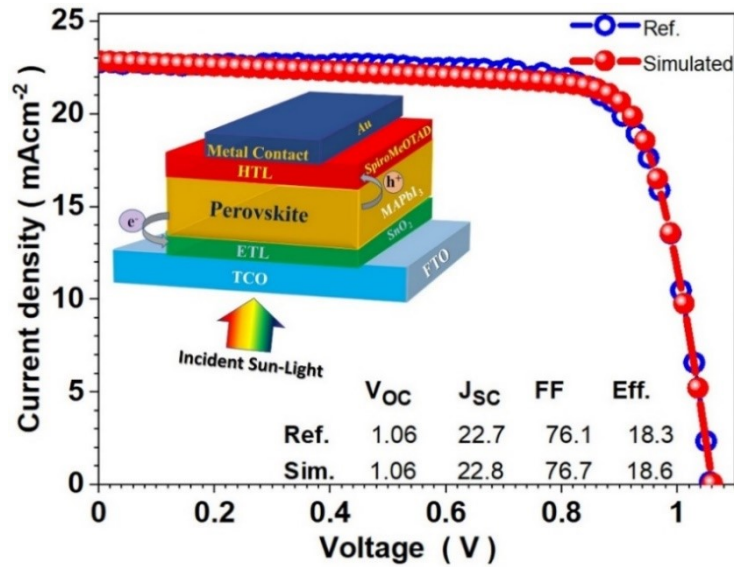 25
20
15
10
5
0
Current density ( mAcm⁻²)
Ref.
Simulated
Au
Metal Contact
SpiroMeOTAD
HTL
h⁺
MAPbI₃
Perovskite
e⁻
SnO₂
ETL
FTO
TCO
Incident Sun-Light
V_OC J_SC FF Eff.
Ref. 1.06 22.7 76.1 18.3
Sim. 1.06 22.8 76.7 18.6
0 0.2 0.4 0.6 0.8 1
Voltage ( V )